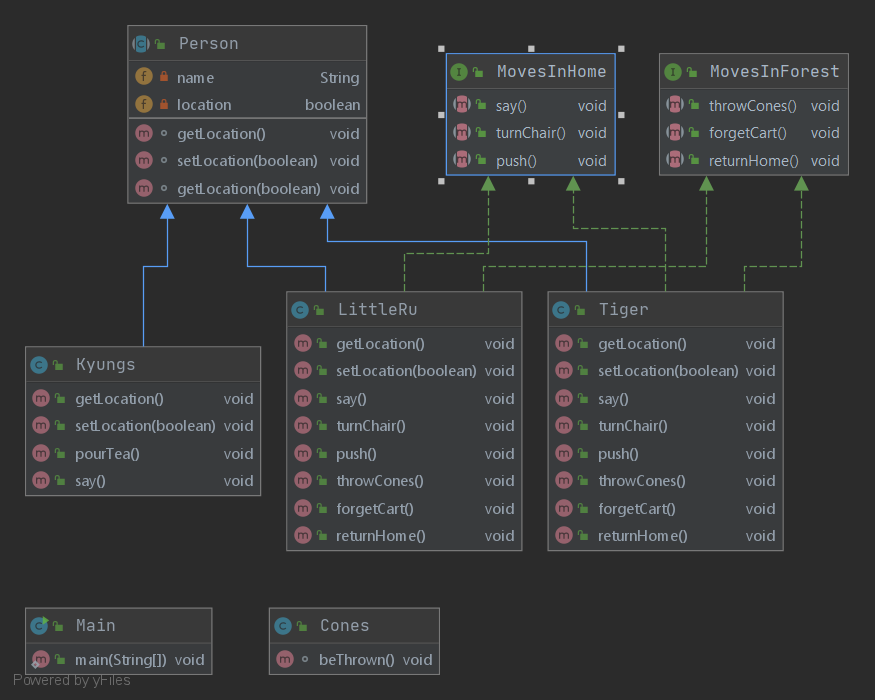 Person
name String
location boolean
getLocation() void
setLocation(boolean) void
getLocation(boolean) void
MovesInHome
say() void
turnChair() void
push() void
MovesInForest
throwCones() void
forgetCart() void
returnHome() void
Kyungs
getLocation() void
setLocation(boolean) void
pourTea() void
say() void
LittleRu
getLocation() void
setLocation(boolean) void
say() void
turnChair() void
push() void
throwCones() void
forgetCart() void
returnHome() void
Tiger
getLocation() void
setLocation(boolean) void
say() void
turnChair() void
push() void
throwCones() void
forgetCart() void
returnHome() void
Main
main(String[]) void
Cones
beThrown() void
Powered by yFiles